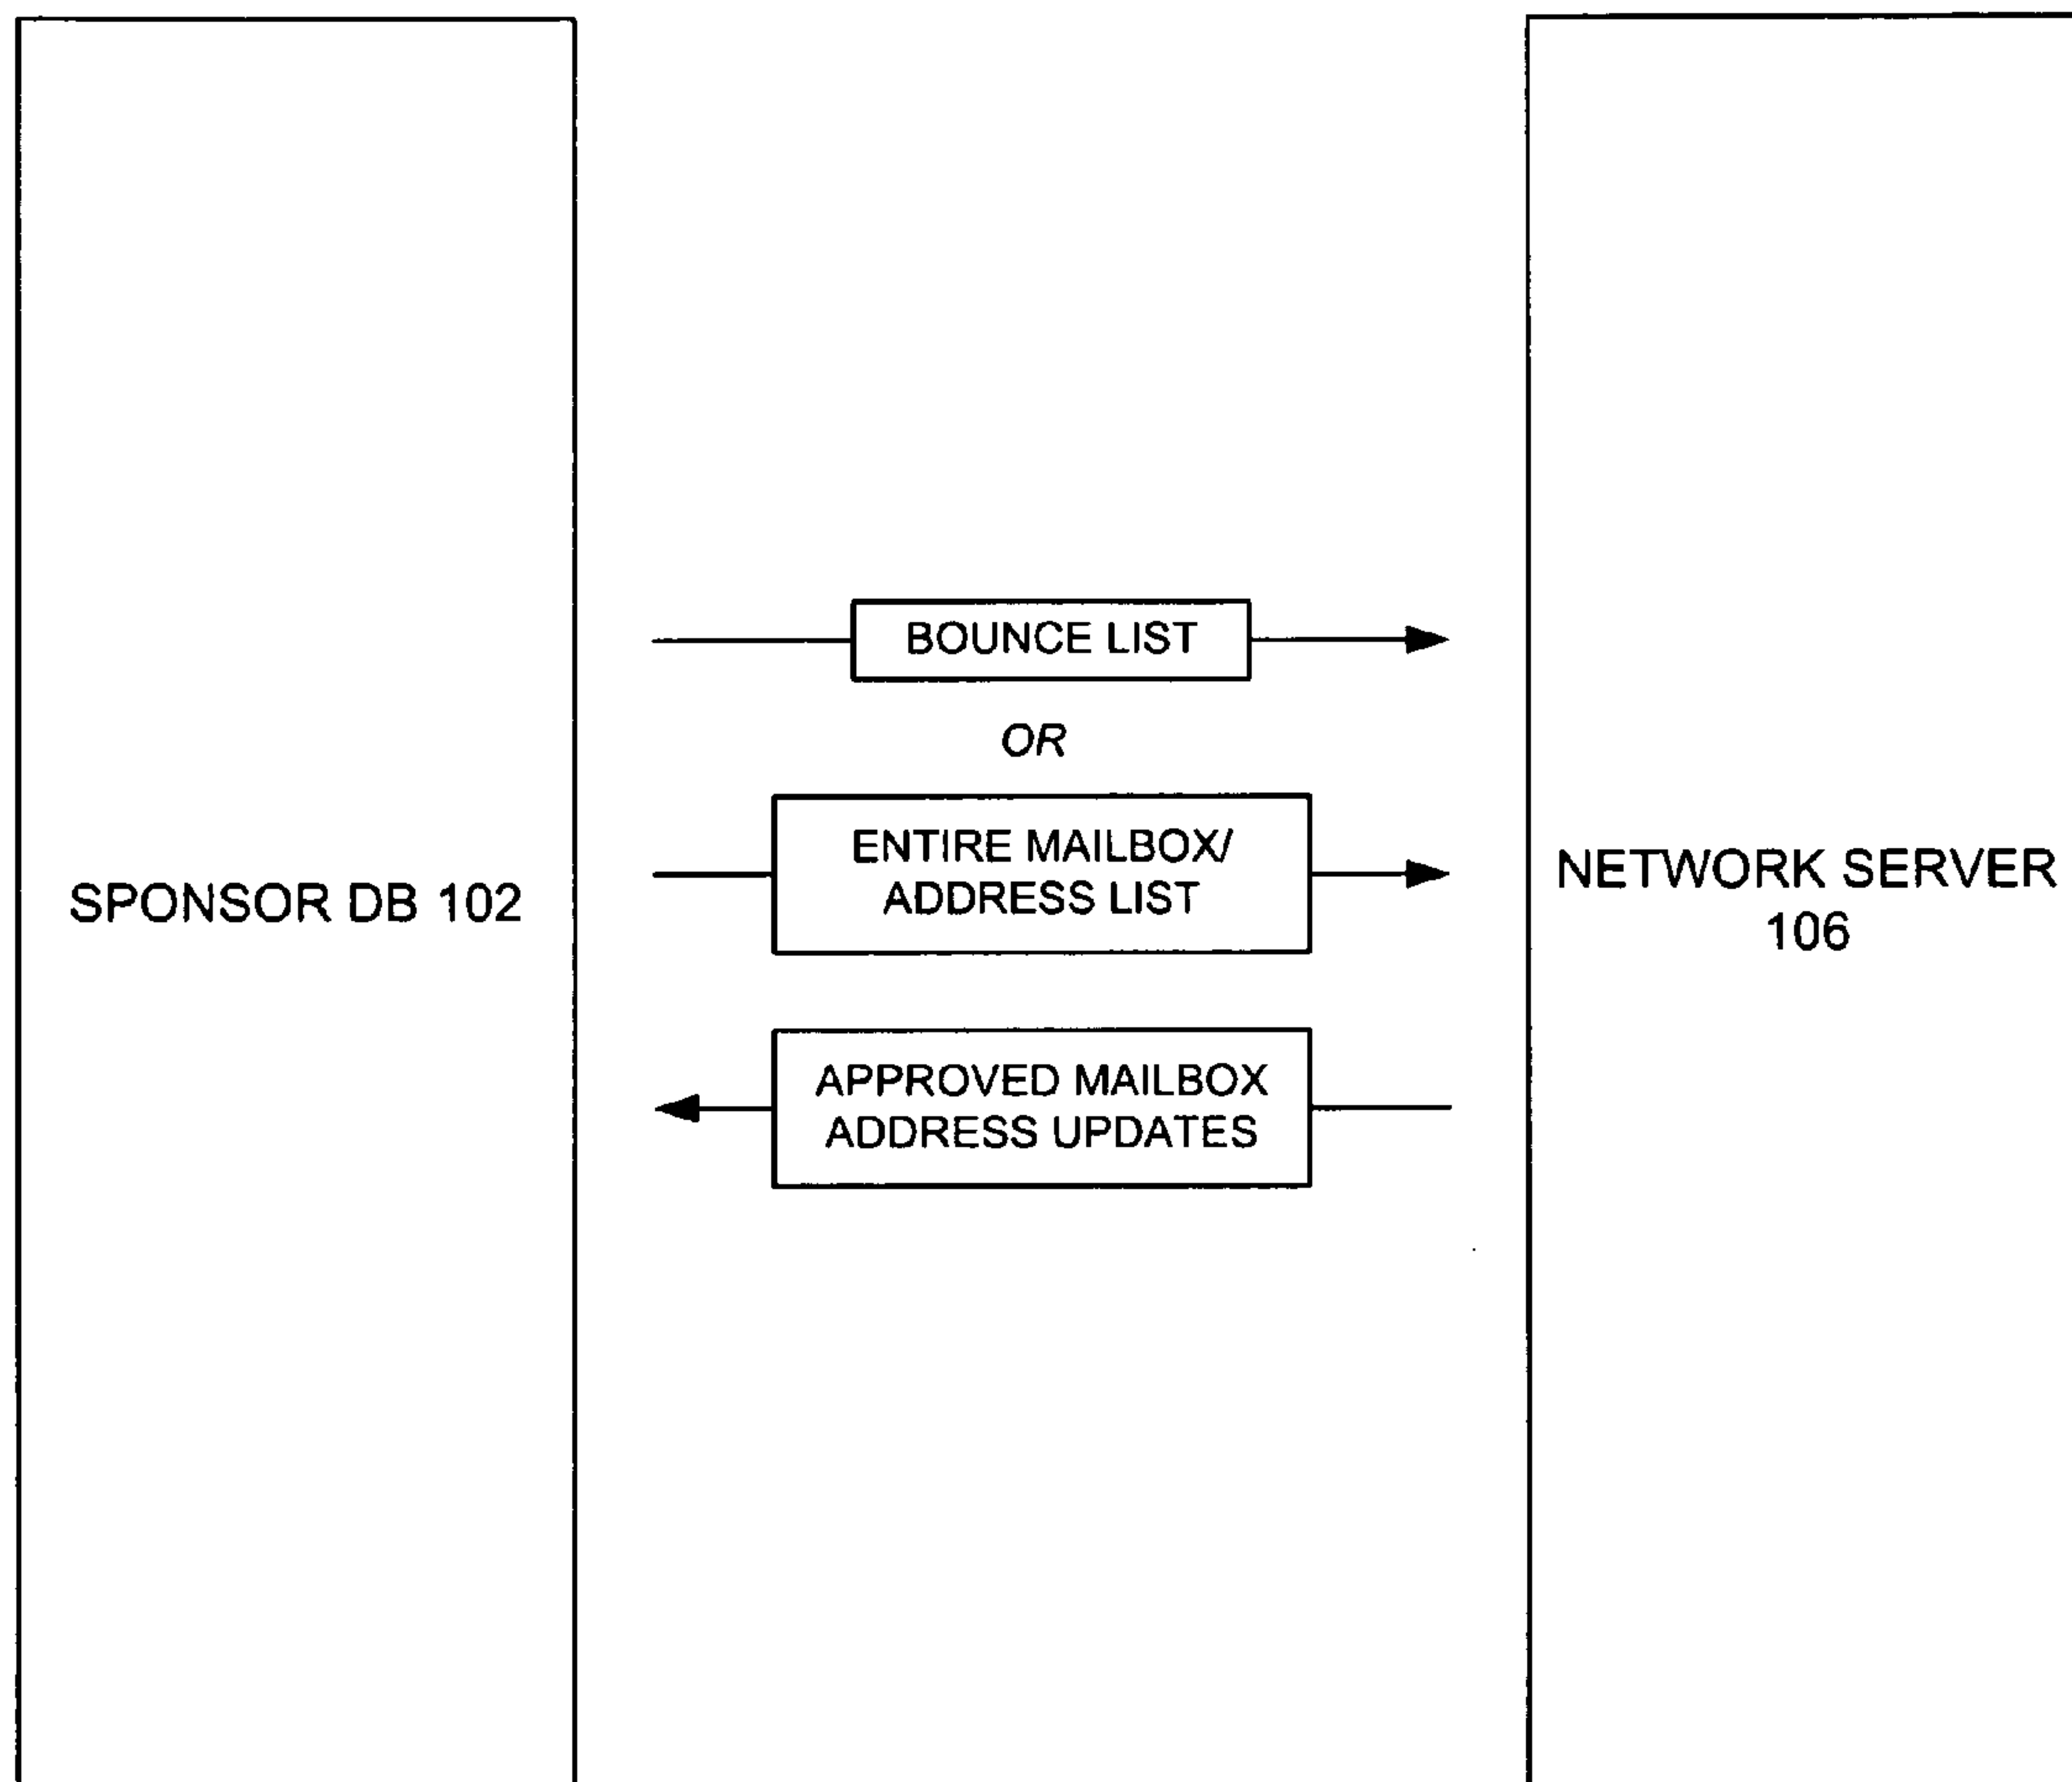 BOUNCE LIST
OR
ENTIRE MAILBOX/
ADDRESS LIST
SPONSOR DB 102
NETWORK SERVER
106
APPROVED MAILBOX
ADDRESS UPDATES